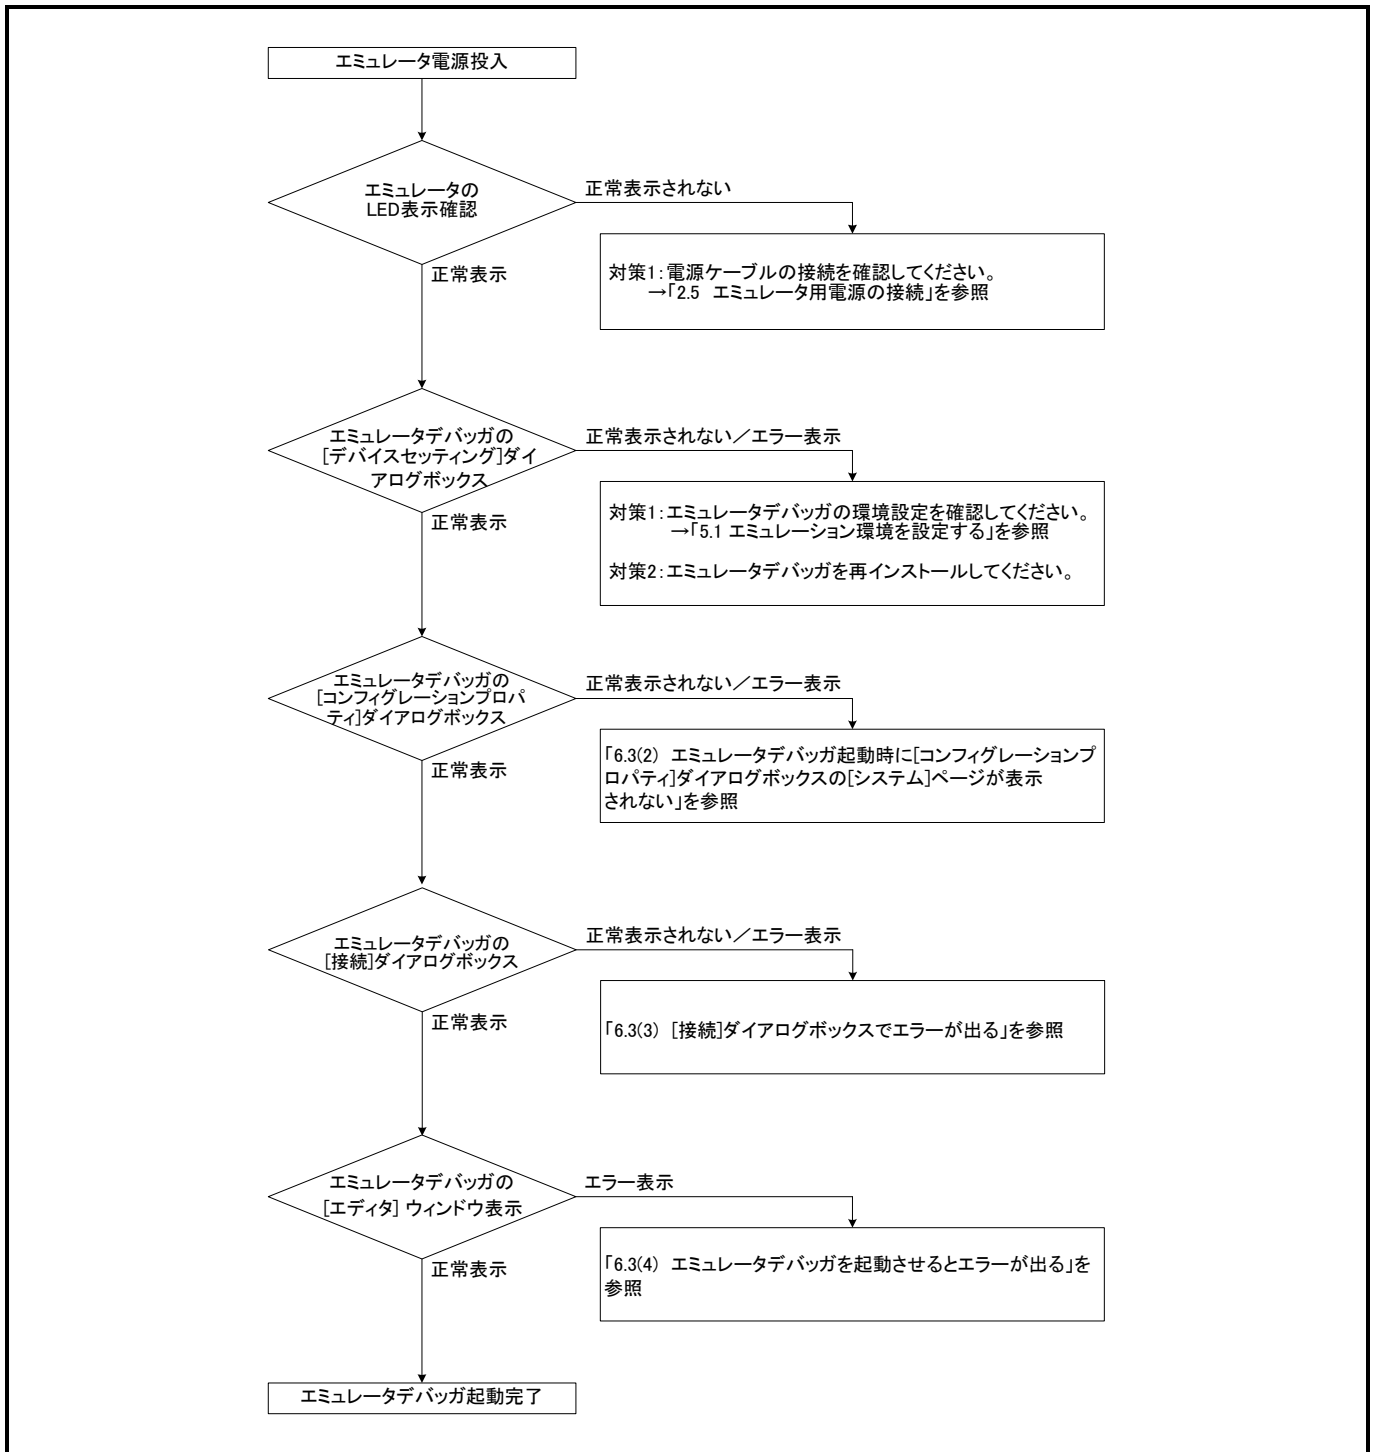 エミュレータ電源投入
エミュレータの
LED表示確認
正常表示されない
対策1：電源ケーブルの接続を確認してください。
→「2.5 エミュレータ用電源の接続」を参照
正常表示
エミュレータデバッガの
[デバイスセッティング]ダイ
アログボックス
正常表示されない／エラー表示
対策1：エミュレータデバッガの環境設定を確認してください。
→「5.1 エミュレーション環境を設定する」を参照
対策2：エミュレータデバッガを再インストールしてください。
正常表示
エミュレータデバッガの
[コンフィグレーションプロパ
ティ]ダイアログボックス
正常表示されない／エラー表示
「6.3(2) エミュレータデバッガ起動時に[コンフィグレーションプ
ロパティ]ダイアログボックスの[システム]ページが表示
されない」を参照
正常表示
エミュレータデバッガの
[接続]ダイアログボックス
正常表示されない／エラー表示
「6.3(3) [接続]ダイアログボックスでエラーが出る」を参照
正常表示
エミュレータデバッガの
[エディタ] ウィンドウ表示
エラー表示
「6.3(4) エミュレータデバッガを起動させるとエラーが出る」を
参照
正常表示
エミュレータデバッガ起動完了